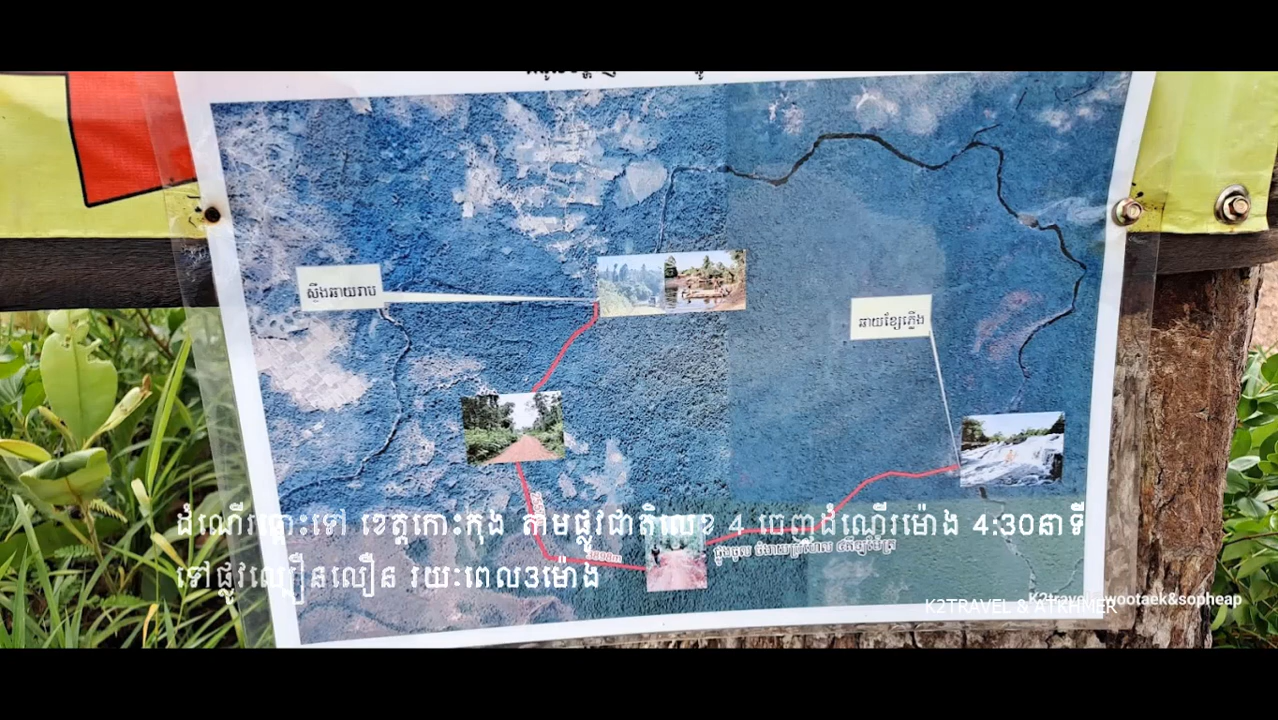 ស្ទឹងឆាយរាប
ឆាយខ្សែភ្លើង
ដំណើរឆ្ពោះទៅ ខេត្តកោះកុង តាមផ្លូវជាតិលេខ 4 ចេញដំណើរម៉ោង 4:30នាទី
ទៅផ្លូវល្បឿនលឿន រយៈពេល3ម៉ោង
K2TRAVEL & ATKHMER
K2travel-wootaek&sopheap